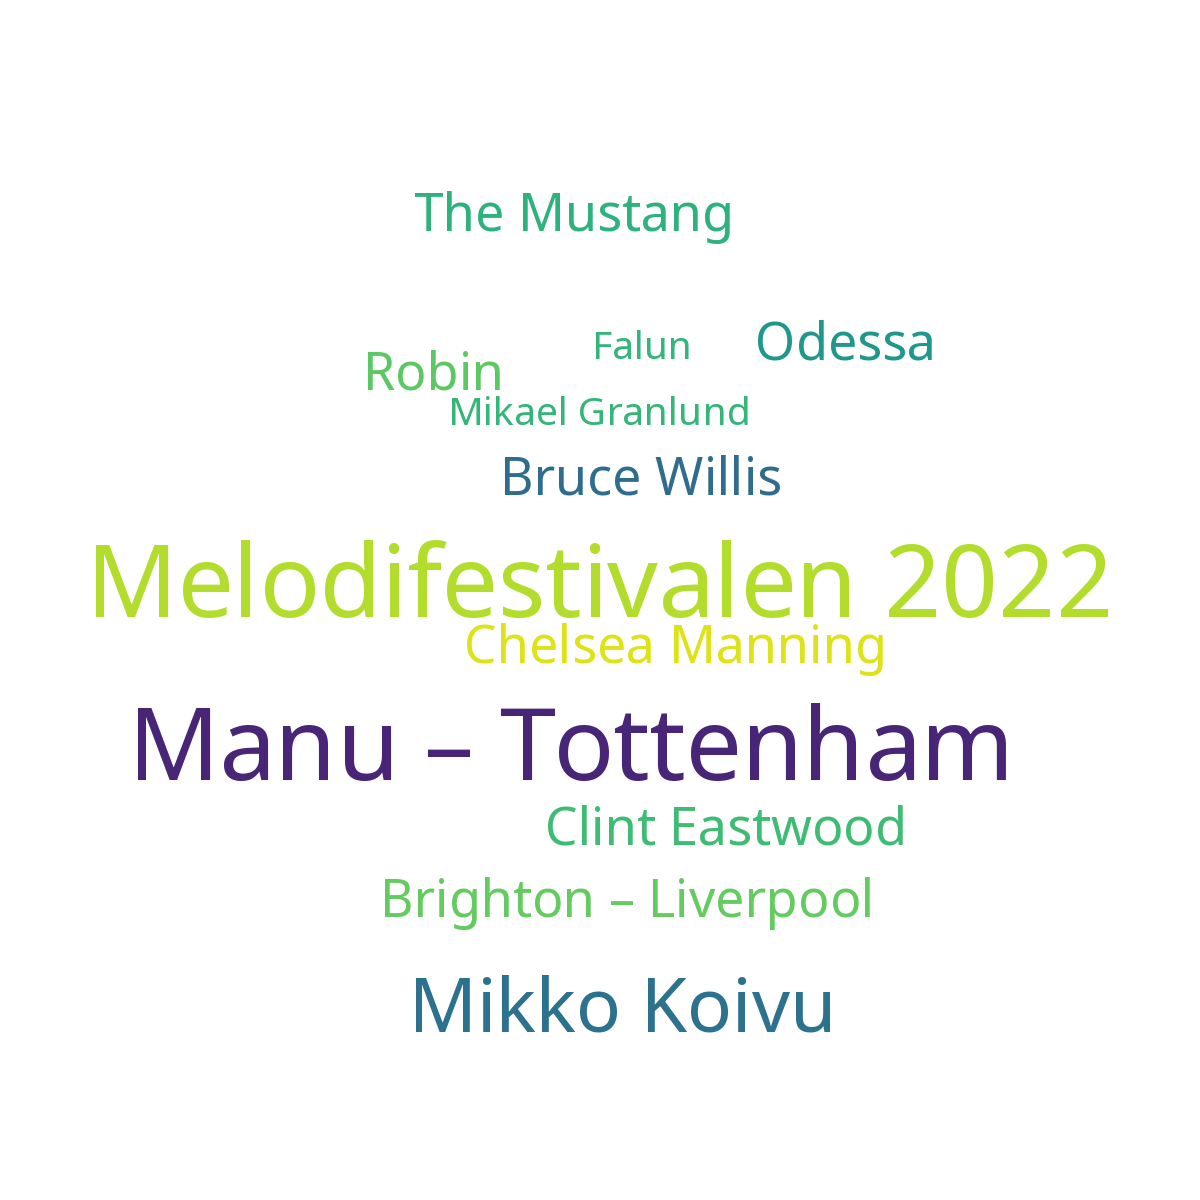 The Mustang
Falun
Odessa
Robin
Mikael Granlund
Bruce Willis
Melodifestivalen 2022
Chelsea Manning
Manu – Tottenham
Clint Eastwood
Brighton – Liverpool
Mikko Koivu